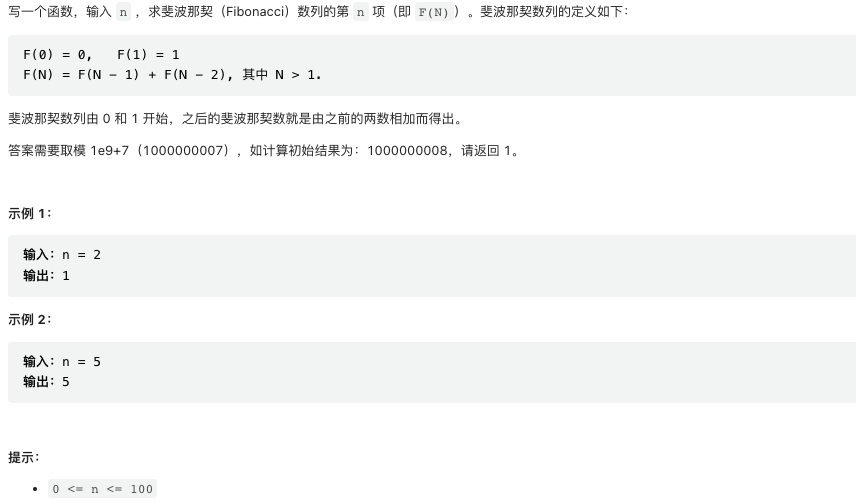 写一个函数，输入 n ，求斐波那契（Fibonacci）数列的第 n 项（即 F(N)）。斐波那契数列的定义如下：
F(0) = 0,   F(1) = 1
F(N) = F(N - 1) + F(N - 2), 其中 N > 1.
斐波那契数列由 0 和 1 开始，之后的斐波那契数就是由之前的两数相加而得出。
答案需要取模 1e9+7（1000000007），如计算初始结果为：1000000008，请返回 1。
示例 1：
输入：n = 2
输出：1
示例 2：
输入：n = 5
输出：5
提示：
• 0 <= n <= 100